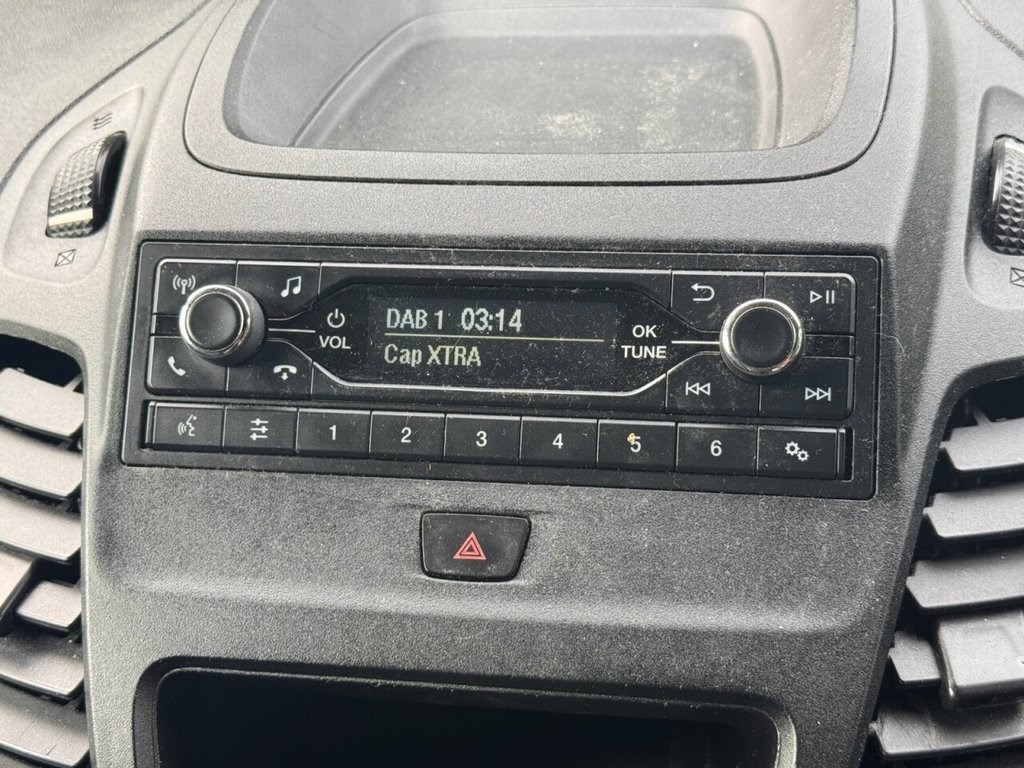 DAB 1 03:14
Cap XTRA
VOL
OK
TUNE
1 2 3 4 5 6